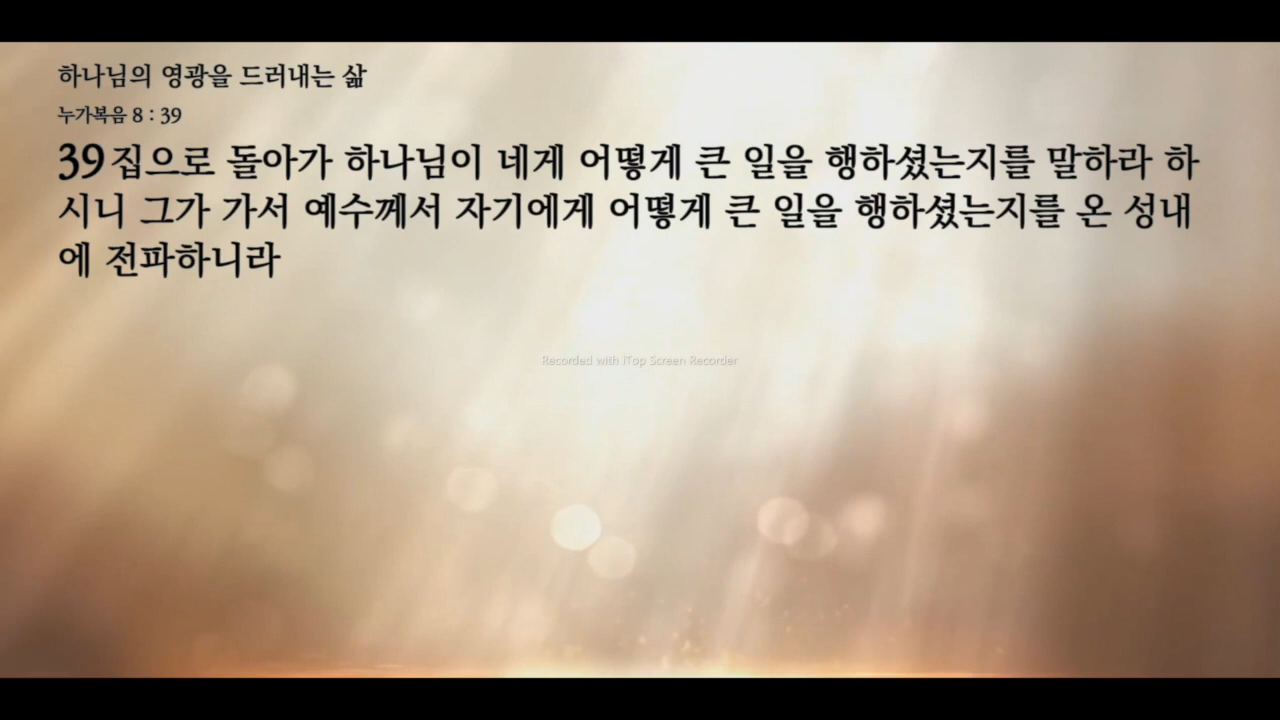 하나님의 영광을 드러내는 삶
누가복음 8 : 39
39 집으로 돌아가 하나님이 네게 어떻게 큰 일을 행하셨는지를 말하라 하
시니 그가 가서 예수께서 자기에게 어떻게 큰 일을 행하셨는지를 온 성내
에 전파하니라
Recorded with iTop Screen Recorder